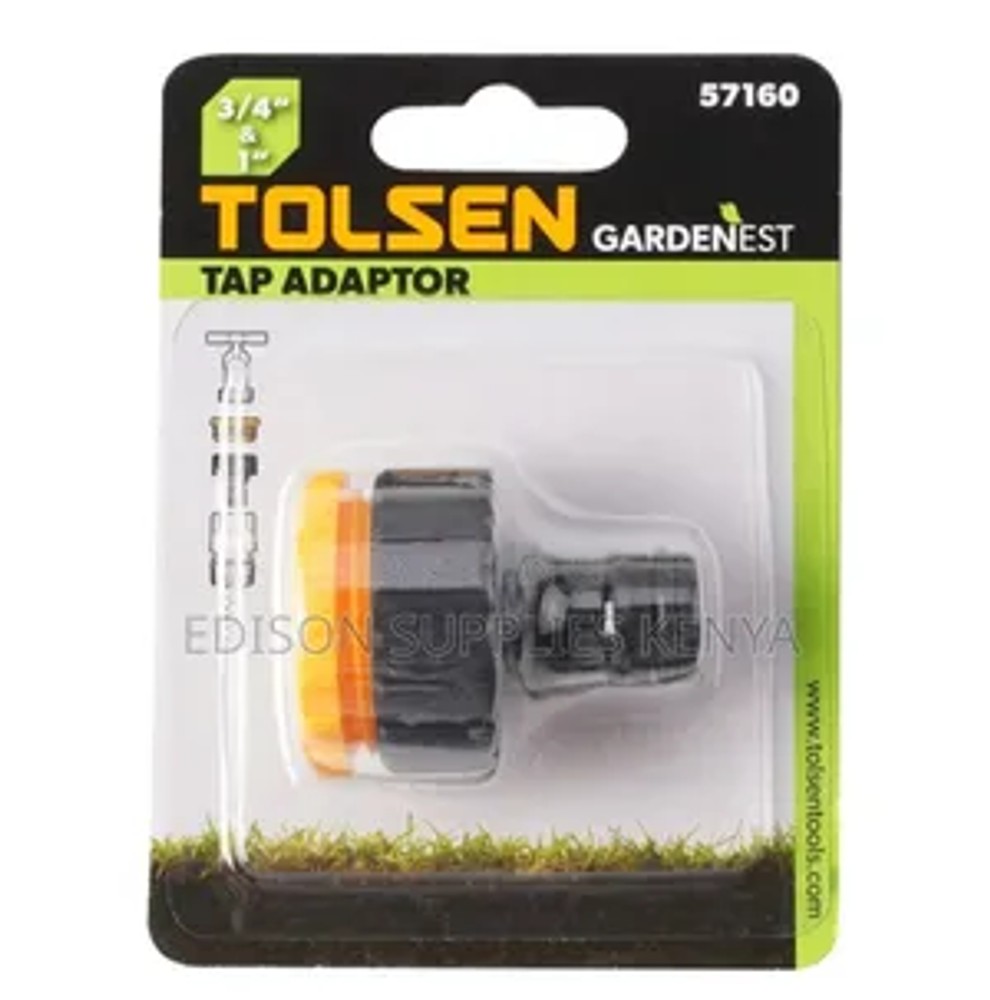 3/4"
&
1"
57160
TOLSEN
GARDENEST
TAP ADAPTOR
EDISON SUPPLIES KENYA
www.tolsentools.com